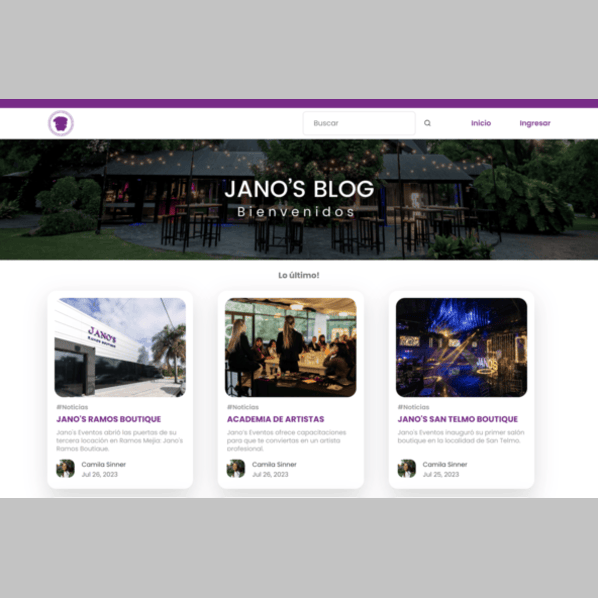 Buscar
Inicio
Ingresar
JANO'S BLOG
Bienvenidos
Lo último!
JANO'S
RAMOS BOUTIQUE
JANO'S
#Noticias
JANO'S RAMOS BOUTIQUE
Jano's Eventos abrió las puertas de su
tercera locación en Ramos Mejía: Jano's
Ramos Boutique.
Camila Sinner
Jul 26, 2023
#Noticias
ACADEMIA DE ARTISTAS
Jano's Eventos ofrece capacitaciones
para que te conviertas en un artista
profesional.
Camila Sinner
Jul 26, 2023
#Noticias
JANO'S SAN TELMO BOUTIQUE
Jano's Eventos inauguró su primer salón
boutique en la localidad de San Telmo.
Camila Sinner
Jul 25, 2023